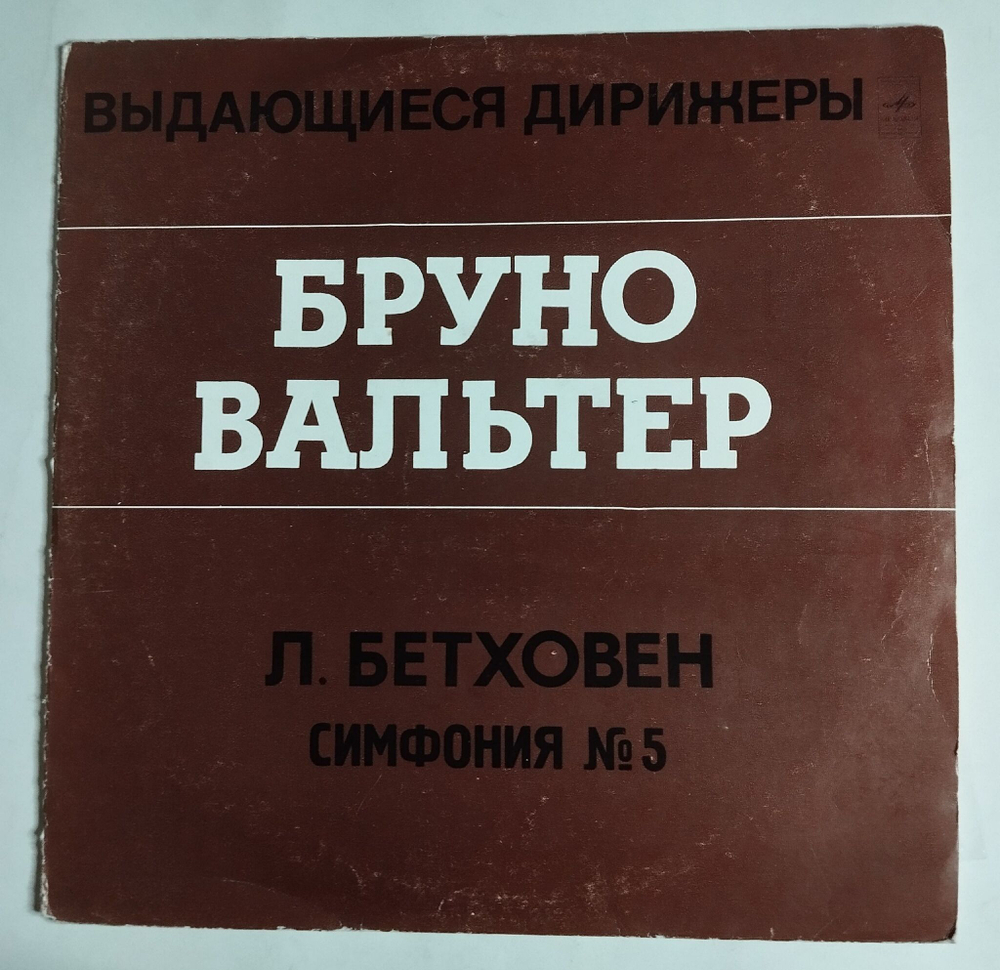 ВЫДАЮЩИЕСЯ ДИРИЖЕРЫ
БРУНО
ВАЛЬТЕР
Л. БЕТХОВЕН
СИМФОНИЯ №5